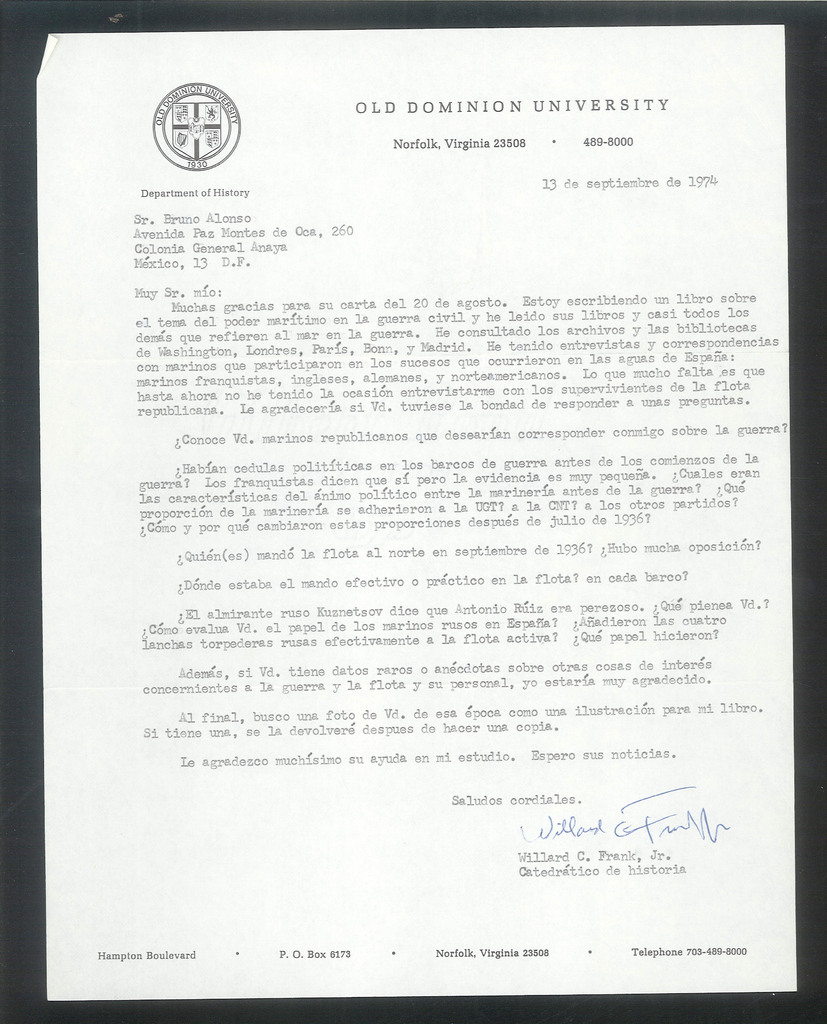 OLD DOMINION UNIVERSITY
1930
OLD DOMINION UNIVERSITY
Norfolk, Virginia 23508 • 489-8000
Department of History
13 de septiembre de 1974
Sr. Bruno Alonso
Avenida Paz Montes de Oca, 260
Colonia General Anaya
México, 13 D.F.
Muy Sr. mío:
Muchas gracias para su carta del 20 de agosto. Estoy escribiendo un libro sobre
el tema del poder marítimo en la guerra civil y he leido sus libros y casi todos los
demás que refieren al mar en la guerra. He consultado los archivos y las bibliotecas
de Washington, Londres, París, Bonn, y Madrid. He tenido entrevistas y correspondencias
con marinos que participaron en los sucesos que ocurrieron en las aguas de España:
marinos franquistas, ingleses, alemanes, y norteamericanos. Lo que mucho falta es que
hasta ahora no he tenido la ocasión entrevistarme con los supervivientes de la flota
republicana. Le agradecería si Vd. tuviese la bondad de responder a unas preguntas.
¿Conoce Vd. marinos republicanos que desearían corresponder conmigo sobre la guerra?
¿Habían cedulas politíticas en los barcos de guerra antes de los comienzos de la
guerra? Los franquistas dicen que sí pero la evidencia es muy pequeña. ¿Cuales eran
las características del ánimo político entre la marinería antes de la guerra? ¿Qué
proporción de la marinería se adherieron a la UGT? a la CNT? a los otros partidos?
¿Cómo y por qué cambiaron estas proporciones después de julio de 1936?
¿Quién(es) mandó la flota al norte en septiembre de 1936? ¿Hubo mucha oposición?
¿Dónde estaba el mando efectivo o práctico en la flota? en cada barco?
¿El almirante ruso Kuznetsov dice que Antonio Rúiz era perezoso. ¿Qué pienea Vd.?
¿Cómo evalua Vd. el papel de los marinos rusos en España? ¿Añadieron las cuatro
lanchas torpederas rusas efectivamente a la flota activa? ¿Qué papel hicieron?
Además, si Vd. tiene datos raros o anécdotas sobre otras cosas de interés
concernientes a la guerra y la flota y su personal, yo estaría muy agradecido.
Al final, busco una foto de Vd. de esa época como una ilustración para mi libro.
Si tiene una, se la devolveré despues de hacer una copia.
Le agradezco muchísimo su ayuda en mi estudio. Espero sus noticias.
Saludos cordiales.
Willard C. Frank, Jr.
Willard C. Frank, Jr.
Catedrático de historia
Hampton Boulevard • P. O. Box 6173 • Norfolk, Virginia 23508 • Telephone 703-489-8000